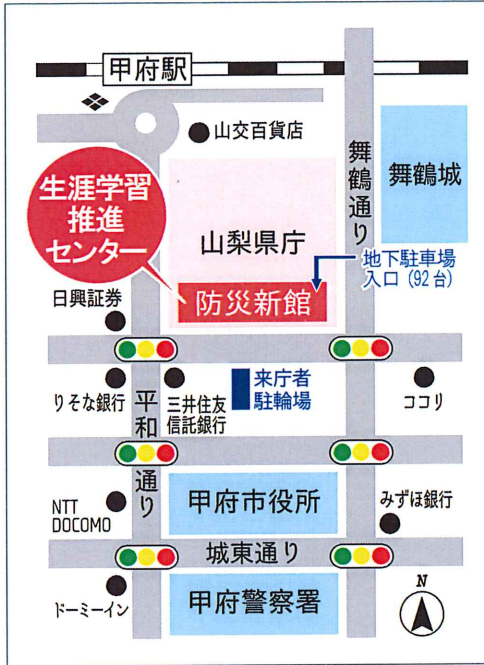 甲府駅
山交百貨店
舞鶴通り
舞鶴城
生涯学習
推進
センター
山梨県庁
地下駐車場
入口（92台）
防災新館
日興証券
りそな銀行
平和通り
三井住友
信託銀行
来庁者
駐輪場
ココリ
NTT
DOCOMO
甲府市役所
みずほ銀行
城東通り
ドーミーイン
甲府警察署
N